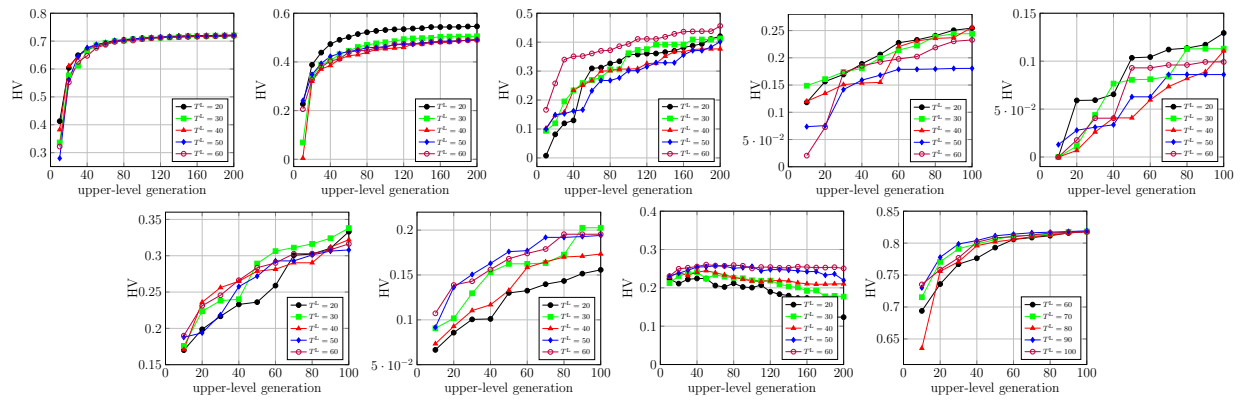 0.8
0.7
0.6
0.5
0.4
0.3
HV
T^L = 20
T^L = 30
T^L = 40
T^L = 50
T^L = 60
0 40 80 120 160 200
upper-level generation
0.6
0.4
0.2
0
HV
T^L = 20
T^L = 30
T^L = 40
T^L = 50
T^L = 60
0 40 80 120 160 200
upper-level generation
0.5
0.4
0.3
0.2
0.1
0
HV
T^L = 20
T^L = 30
T^L = 40
T^L = 50
T^L = 60
0 40 80 120 160 200
upper-level generation
0.25
0.2
0.15
0.1
5 · 10^−2
0
HV
T^L = 20
T^L = 30
T^L = 40
T^L = 50
T^L = 60
0 20 40 60 80 100
upper-level generation
0.15
0.1
5 · 10^−2
0
HV
T^L = 20
T^L = 30
T^L = 40
T^L = 50
T^L = 60
0 20 40 60 80 100
upper-level generation
0.35
0.3
0.25
0.2
0.15
HV
T^L = 20
T^L = 30
T^L = 40
T^L = 50
T^L = 60
0 20 40 60 80 100
upper-level generation
0.2
0.15
0.1
5 · 10^−2
HV
T^L = 20
T^L = 30
T^L = 40
T^L = 50
T^L = 60
0 20 40 60 80 100
upper-level generation
0.4
0.3
0.2
0.1
0
HV
T^L = 20
T^L = 30
T^L = 40
T^L = 50
T^L = 60
0 40 80 120 160 200
upper-level generation
0.85
0.8
0.75
0.7
0.65
HV
T^L = 60
T^L = 70
T^L = 80
T^L = 90
T^L = 100
0 20 40 60 80 100
upper-level generation